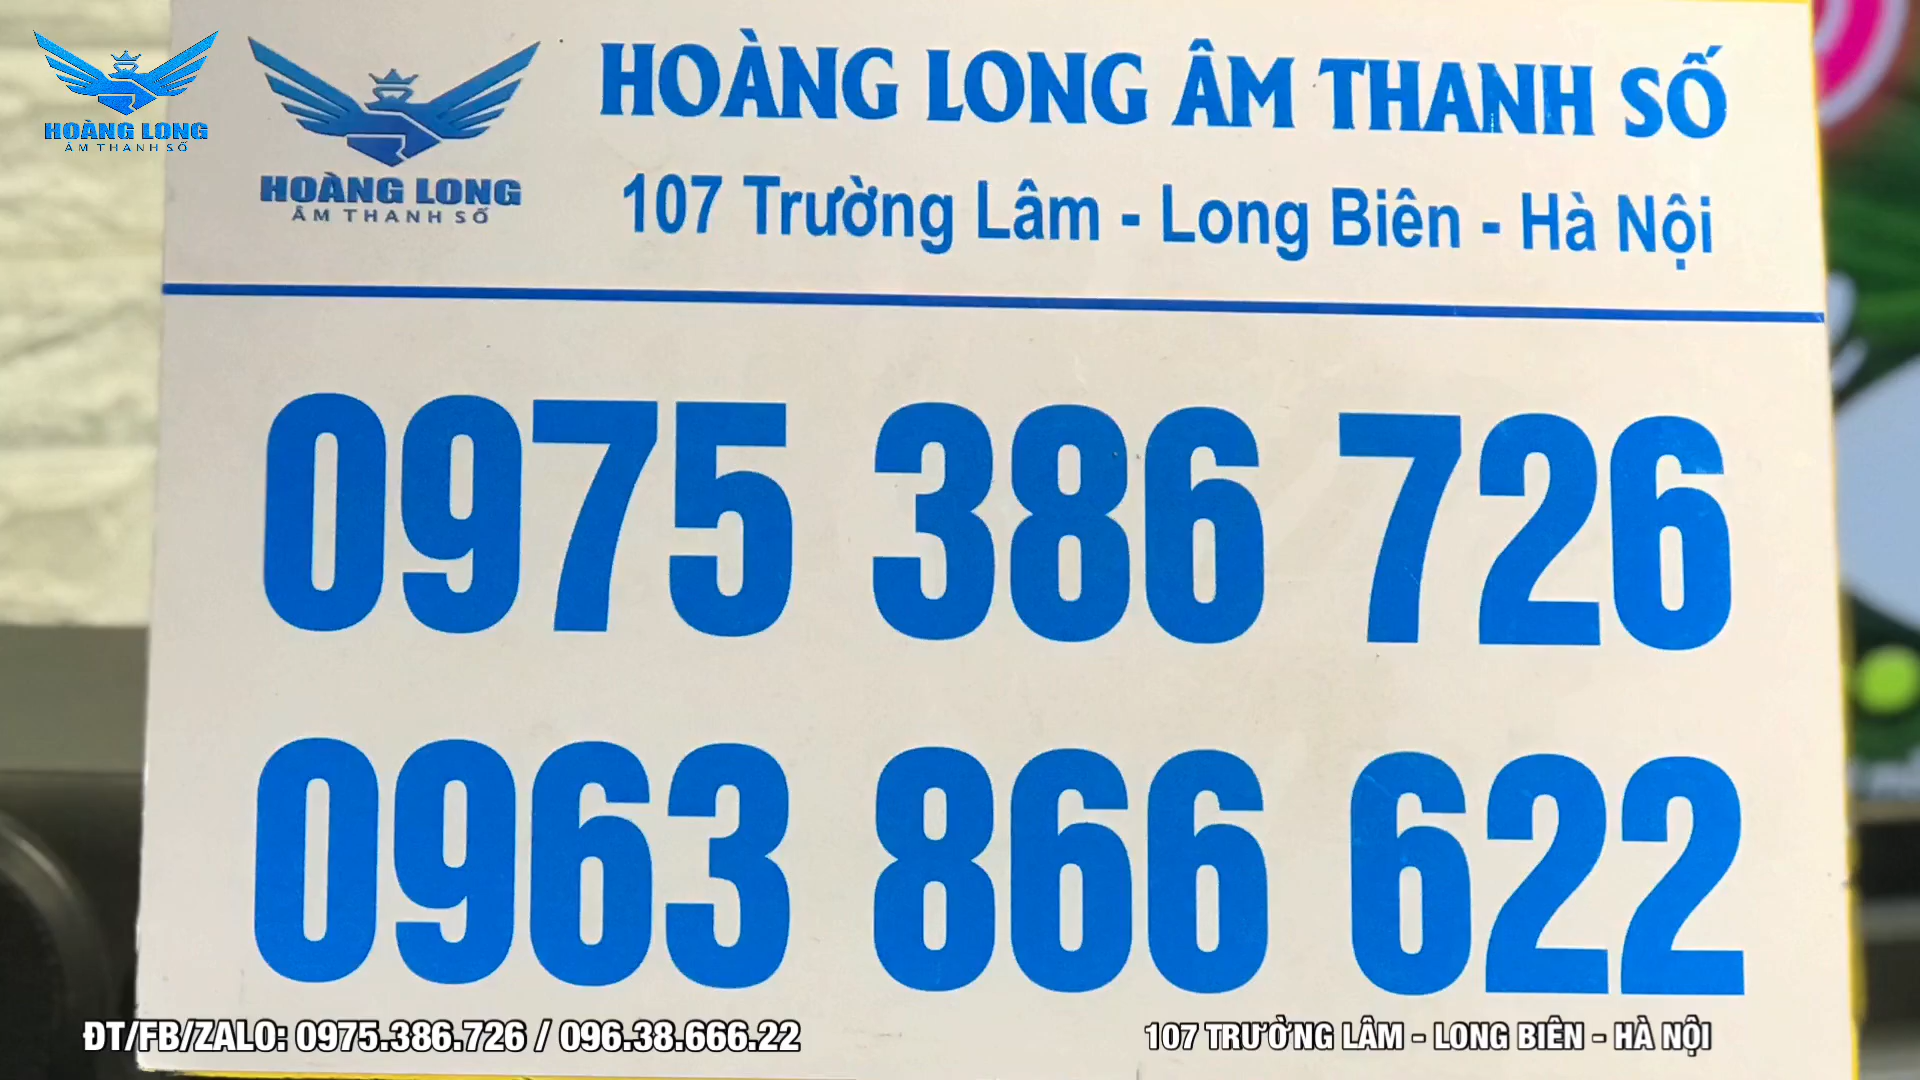 HOÀNG LONG
ÂM THANH SỐ
HOÀNG LONG
ÂM THANH SỐ
HOÀNG LONG ÂM THANH SỐ
107 Trường Lâm - Long Biên - Hà Nội
0975 386 726
0963 866 622
ĐT/FB/ZALO: 0975.386.726 / 096.38.666.22
107 TRƯỜNG LÂM - LONG BIÊN - HÀ NỘI